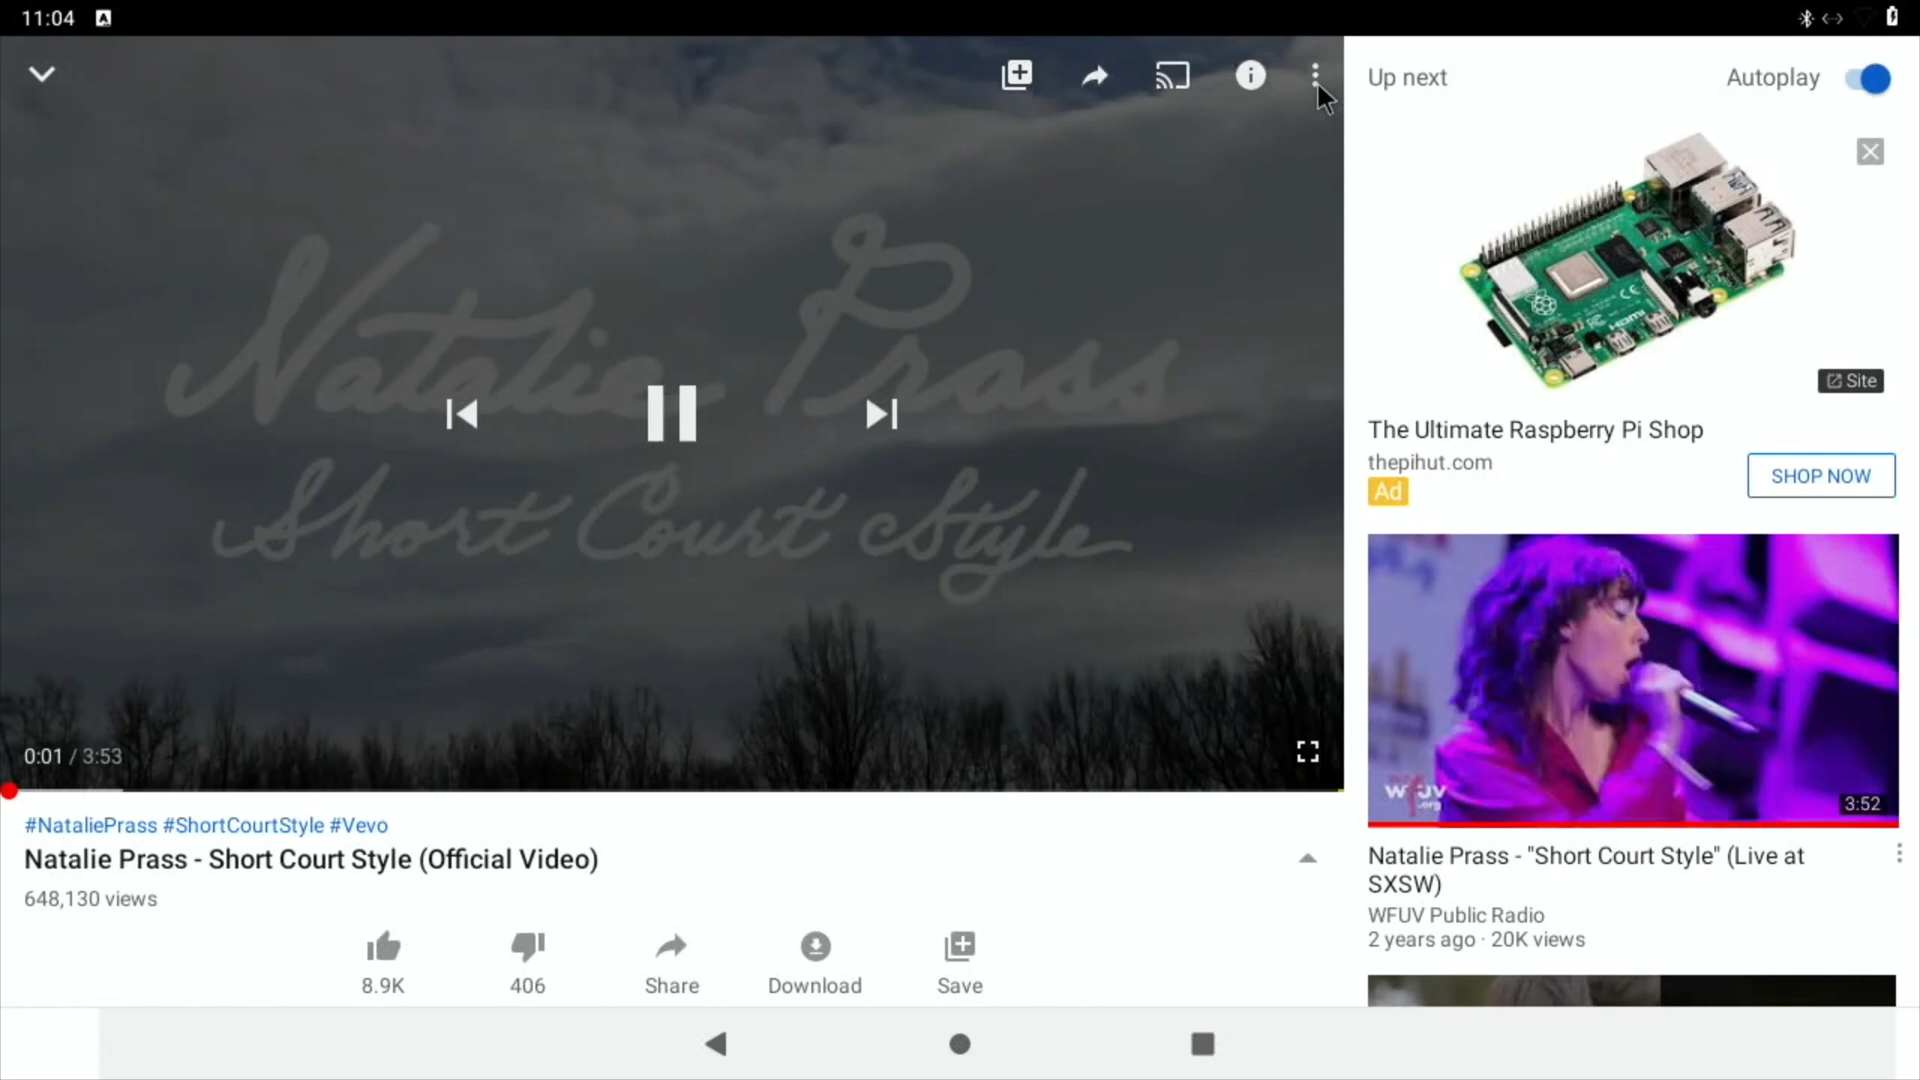 11:04
Up next
Autoplay
Natalie Prass
Short Court Style
Site
The Ultimate Raspberry Pi Shop
thepihut.com
SHOP NOW
Ad
0:01 / 3:53
WFUV
.org
3:52
#NataliePrass #ShortCourtStyle #Vevo
Natalie Prass - Short Court Style (Official Video)
648,130 views
8.9K
406
Share
Download
Save
Natalie Prass - "Short Court Style" (Live at
SXSW)
WFUV Public Radio
2 years ago · 20K views